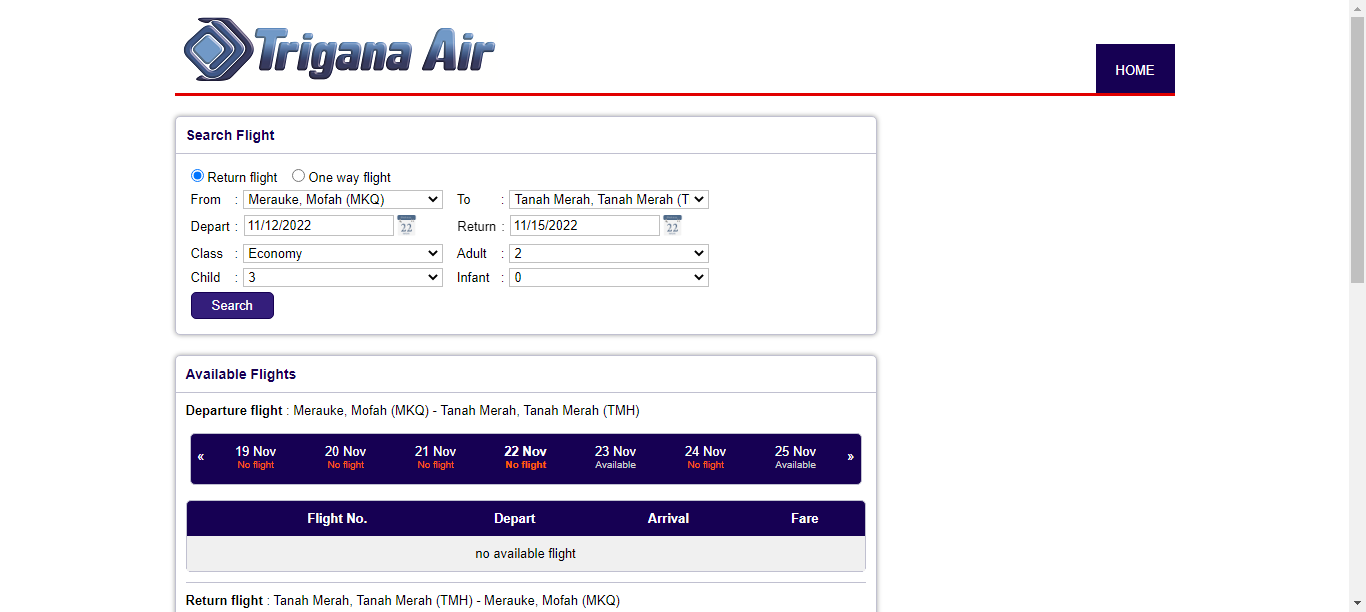 Trigana Air
HOME
Search Flight
Return flight One way flight
From : Merauke, Mofah (MKQ) To : Tanah Merah, Tanah Merah (T
Depart : 11/12/2022 22 Return : 11/15/2022 22
Class : Economy Adult : 2
Child : 3 Infant : 0
Search
Available Flights
Departure flight : Merauke, Mofah (MKQ) - Tanah Merah, Tanah Merah (TMH)
« 19 Nov 20 Nov 21 Nov 22 Nov 23 Nov 24 Nov 25 Nov »
No flight No flight No flight No flight Available No flight Available
Flight No. Depart Arrival Fare
no available flight
Return flight : Tanah Merah, Tanah Merah (TMH) - Merauke, Mofah (MKQ)